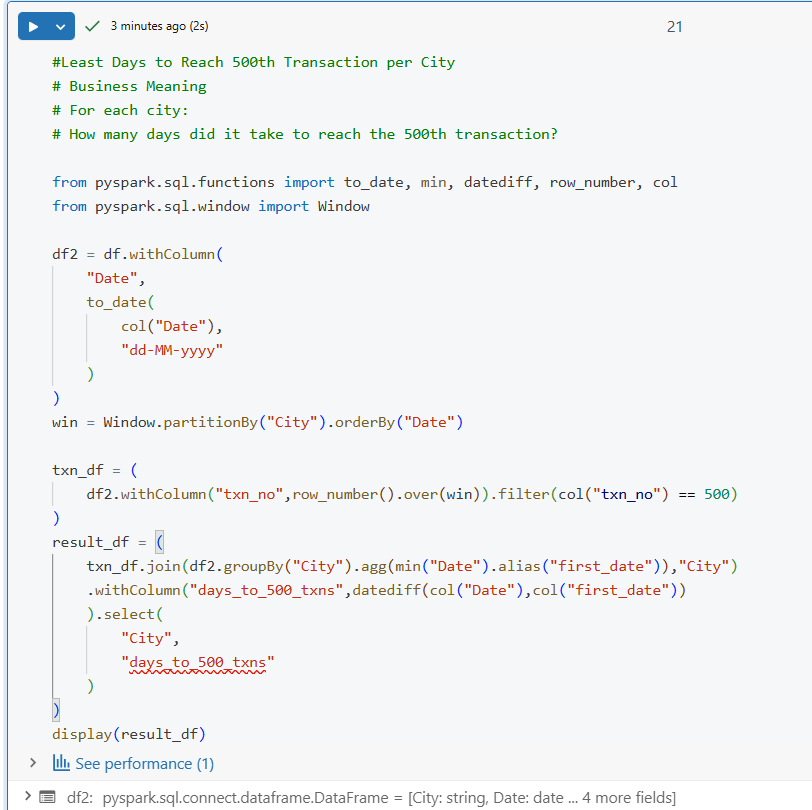 3 minutes ago (2s)
21
#Least Days to Reach 500th Transaction per City
# Business Meaning
# For each city:
# How many days did it take to reach the 500th transaction?
from pyspark.sql.functions import to_date, min, datediff, row_number, col
from pyspark.sql.window import Window
df2 = df.withColumn(
"Date",
to_date(
col("Date"),
"dd-MM-yyyy"
)
)
win = Window.partitionBy("City").orderBy("Date")
txn_df = (
df2.withColumn("txn_no",row_number().over(win)).filter(col("txn_no") == 500)
)
result_df = (
txn_df.join(df2.groupBy("City").agg(min("Date").alias("first_date")),"City")
.withColumn("days_to_500_txns",datediff(col("Date"),col("first_date"))
).select(
"City",
"days_to_500_txns"
)
)
display(result_df)
See performance (1)
df2: pyspark.sql.connect.dataframe.DataFrame = [City: string, Date: date ... 4 more fields]